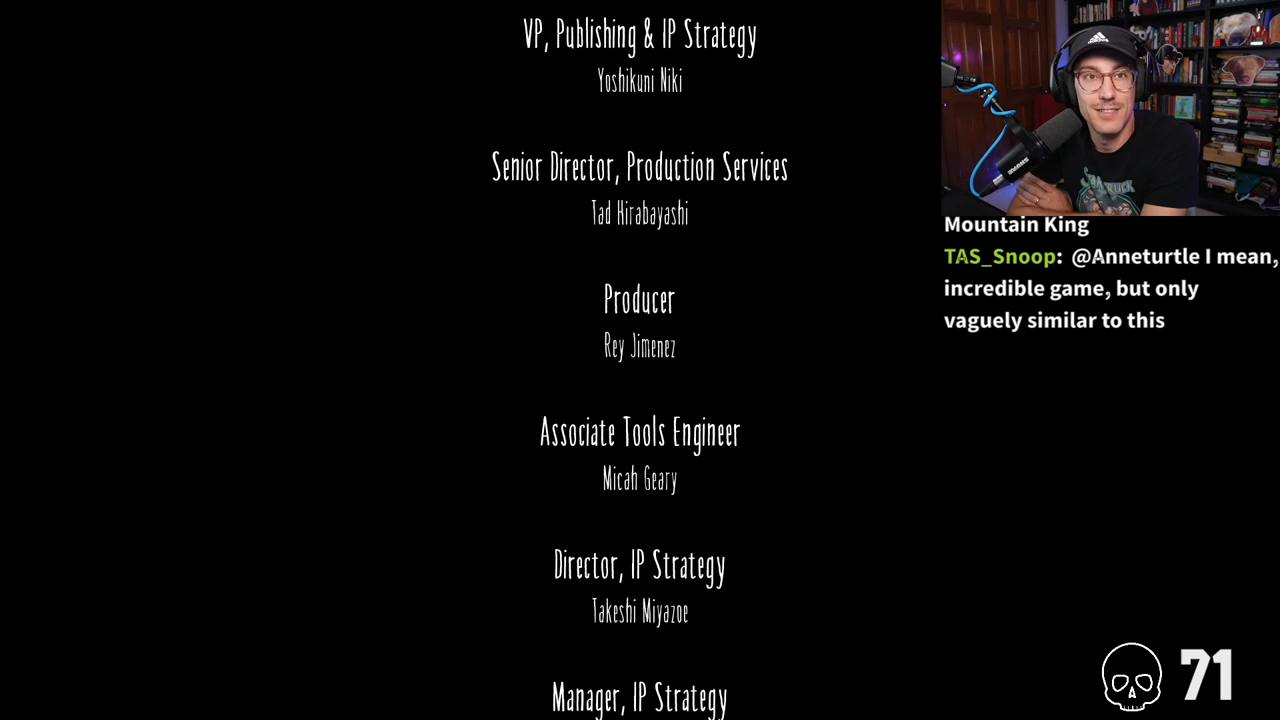 VP, Publishing & IP Strategy
Yoshikuni Niki
Senior Director, Production Services
Tad Hirabayashi
Producer
Rey Jimenez
Associate Tools Engineer
Micah Geary
Director, IP Strategy
Takeshi Miyazoe
Manager, IP Strategy
Mountain King
TAS_Snoop: @Anneturtle I mean,
incredible game, but only
vaguely similar to this
71